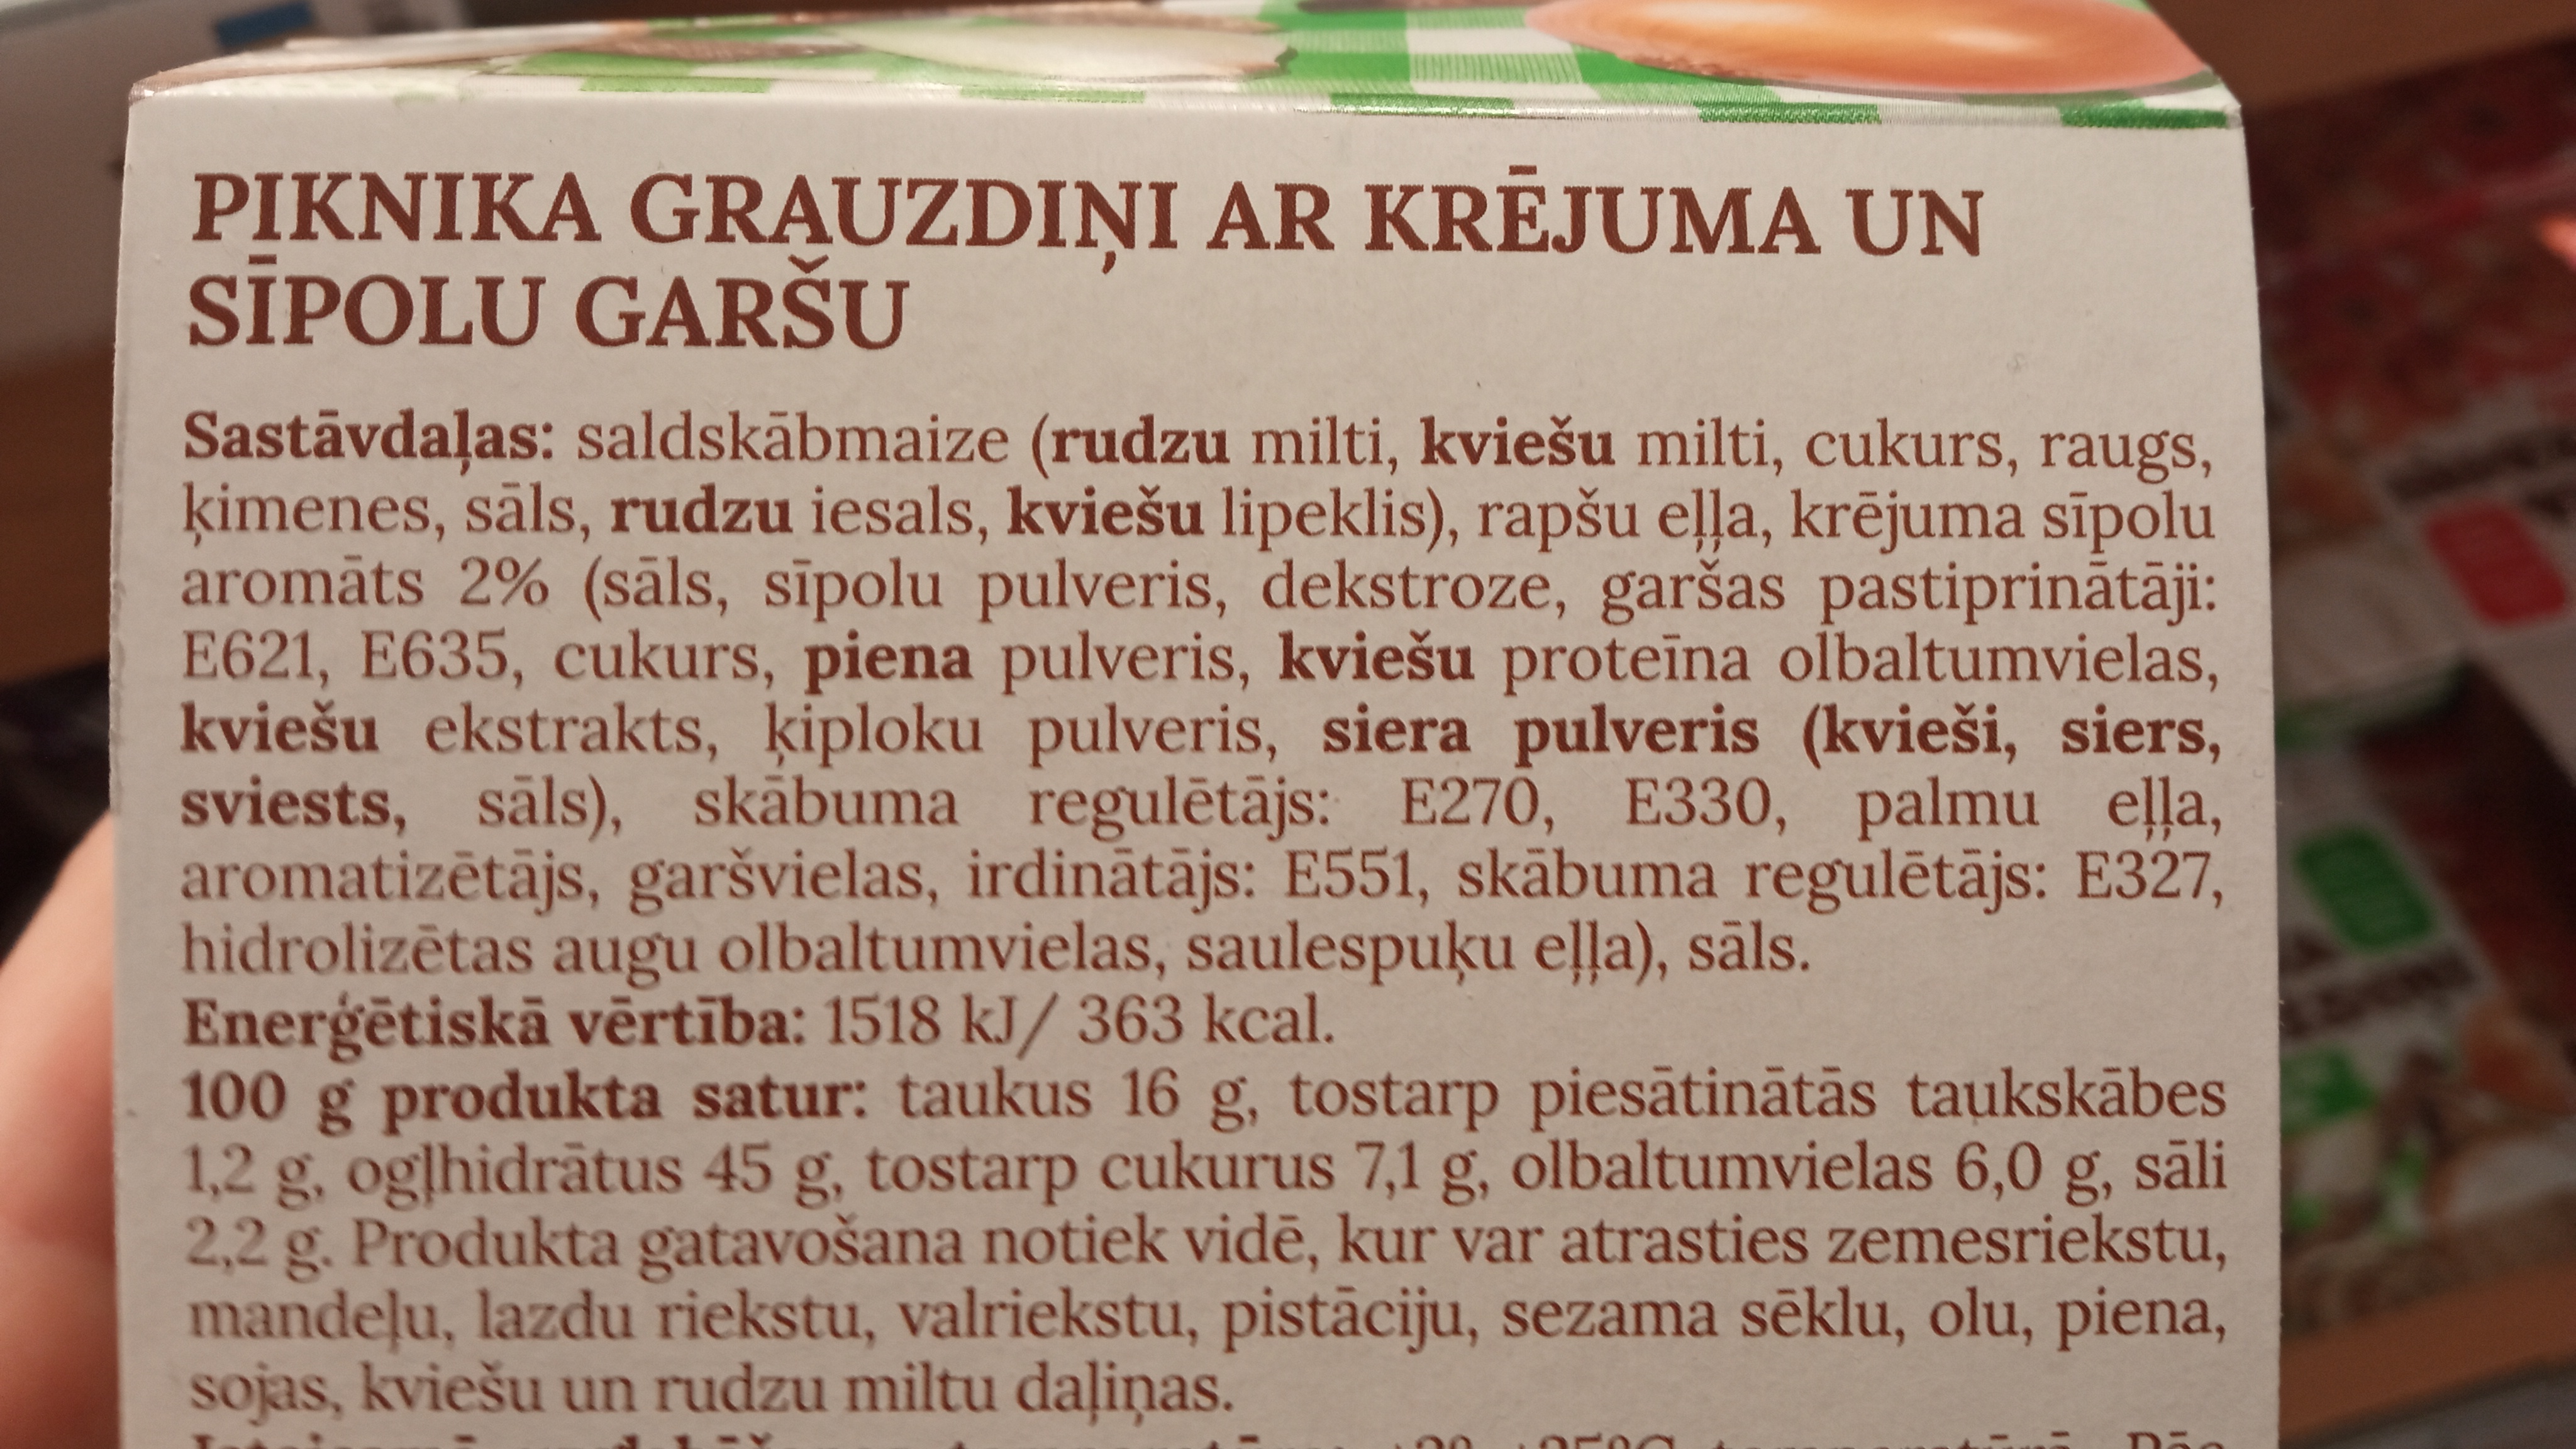 PIKNIKA GRAUZDIŅI AR KRĒJUMA UN
SĪPOLU GARŠU
Sastāvdaļas: saldskābmaize (rudzu milti, kviešu milti, cukurs, raugs,
ķimenes, sāls, rudzu iesals, kviešu lipeklis), rapšu eļļa, krējuma sīpolu
aromāts 2% (sāls, sīpolu pulveris, dekstroze, garšas pastiprinātāji:
E621, E635, cukurs, piena pulveris, kviešu proteīna olbaltumvielas,
kviešu ekstrakts, ķiploku pulveris, siera pulveris (kvieši, siers,
sviests, sāls), skābuma regulētājs: E270, E330, palmu eļļa,
aromatizētājs, garšvielas, irdinātājs: E551, skābuma regulētājs: E327,
hidrolizētas augu olbaltumvielas, saulespuķu eļļa), sāls.
Enerģētiskā vērtība: 1518 kJ/ 363 kcal.
100 g produkta satur: taukus 16 g, tostarp piesātinātās taukskābes
1,2 g, ogļhidrātus 45 g, tostarp cukurus 7,1 g, olbaltumvielas 6,0 g, sāli
2,2 g. Produkta gatavošana notiek vidē, kur var atrasties zemesriekstu,
mandeļu, lazdu riekstu, valriekstu, pistāciju, sezama sēklu, olu, piena,
sojas, kviešu un rudzu miltu daļiņas.